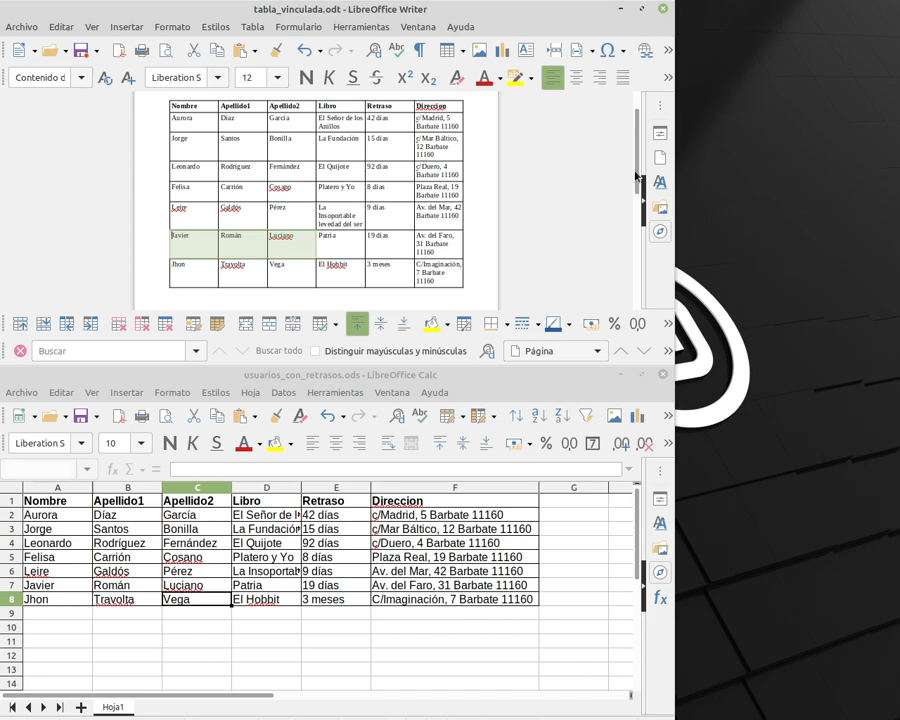 tabla_vinculada.odt - LibreOffice Writer
Archivo Editar Ver Insertar Formato Estilos Tabla Formulario Herramientas Ventana Ayuda
Contenido d Liberation S 12 N K S S
Nombre Apellido1 Apellido2 Libro Retraso Direccion
Aurora Díaz García El Señor de los Anillos 42 días c/Madrid, 5 Barbate 11160
Jorge Santos Bonilla La Fundación 15 días c/Mar Báltico, 12 Barbate 11160
Leonardo Rodríguez Fernández El Quijote 92 días c/Duero, 4 Barbate 11160
Felisa Carrión Cosano Platero y Yo 8 días Plaza Real, 19 Barbate 11160
Leire Galdós Pérez La Insoportable levedad del ser 9 días Av. del Mar, 42 Barbate 11160
Javier Román Luciano Patria 19 días Av. del Faro, 31 Barbate 11160
Jhon Travolta Vega El Hobbit 3 meses C/Imaginación, 7 Barbate 11160
% 0,0
Buscar Buscar todo Distinguir mayúsculas y minúsculas Página
usuarios_con_retrasos.ods - LibreOffice Calc
Archivo Editar Ver Insertar Formato Estilos Hoja Datos Herramientas Ventana Ayuda
Liberation S 10 N K S A % 0,0 7 ,00 ,00
A B C D E F G
1 Nombre Apellido1 Apellido2 Libro Retraso Direccion
2 Aurora Díaz García El Señor de l 42 días c/Madrid, 5 Barbate 11160
3 Jorge Santos Bonilla La Fundación 15 días c/Mar Báltico, 12 Barbate 11160
4 Leonardo Rodríguez Fernández El Quijote 92 días c/Duero, 4 Barbate 11160
5 Felisa Carrión Cosano Platero y Yo 8 días Plaza Real, 19 Barbate 11160
6 Leire Galdós Pérez La Insoportal 9 días Av. del Mar, 42 Barbate 11160
7 Javier Román Luciano Patria 19 días Av. del Faro, 31 Barbate 11160
8 Jhon Travolta Vega El Hobbit 3 meses C/Imaginación, 7 Barbate 11160
9
10
11
12
13
14
Hoja1